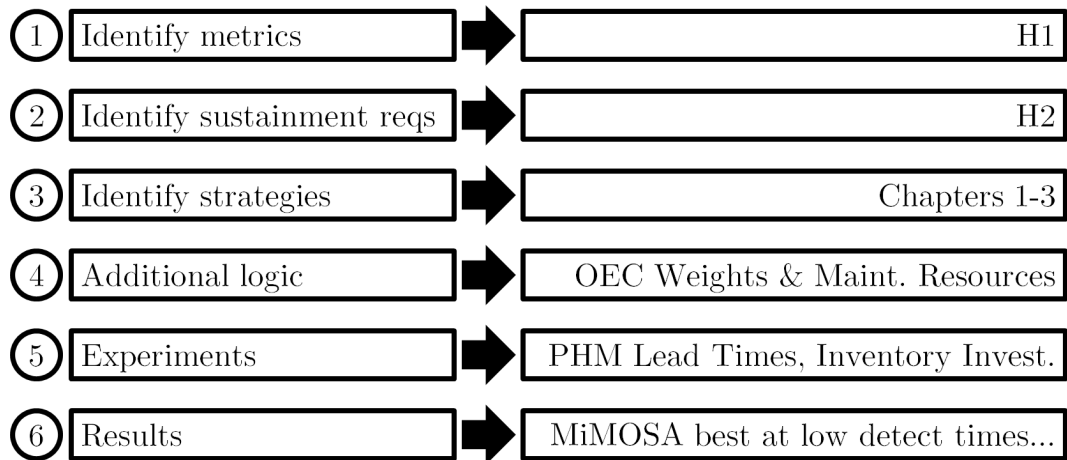 1 Identify metrics H1
2 Identify sustainment reqs H2
3 Identify strategies Chapters 1-3
4 Additional logic OEC Weights & Maint. Resources
5 Experiments PHM Lead Times, Inventory Invest.
6 Results MiMOSA best at low detect times...